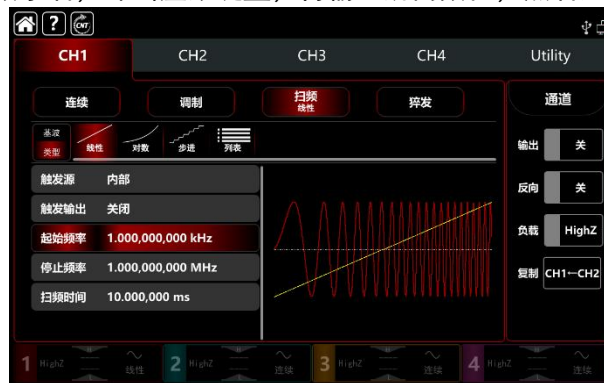 ? CNT
CH1 CH2 CH3 CH4 Utility
连续 调制 扫频 猝发 通道
线性
基波
类型 线性 对数 步进 列表
输出 关
触发源 内部
反向 关
触发输出 关闭
起始频率 1.000,000,000 kHz
负载 HighZ
停止频率 1.000,000,000 MHz
复制 CH1←CH2
扫频时间 10.000,000 ms
1 HighZ 线性 2 HighZ 连续 3 HighZ 连续 4 HighZ 连续